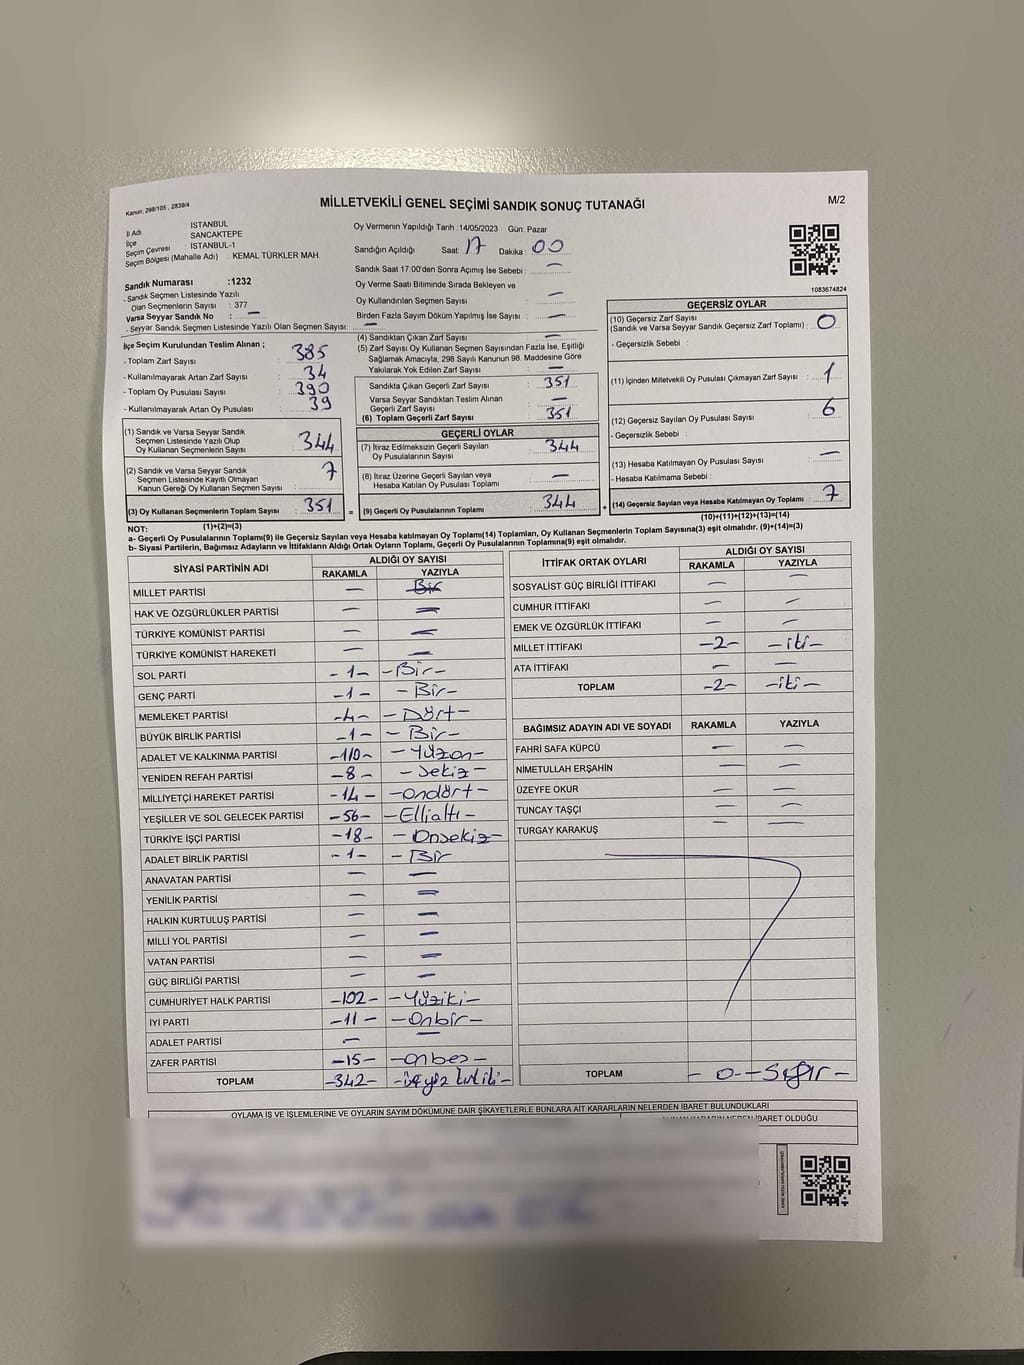 Kanun: 298/105 , 2839/4
MİLLETVEKİLİ GENEL SEÇİMİ SANDIK SONUÇ TUTANAĞI
M/2
İl Adı : İSTANBUL
İlçe : SANCAKTEPE
Seçim Çevresi : İSTANBUL-1
Seçim Bölgesi (Mahalle Adı) : KEMAL TÜRKLER MAH.
Sandık Numarası :1232
- Sandık Seçmen Listesinde Yazılı
Olan Seçmenlerin Sayısı : 377
Varsa Seyyar Sandık No : —
- Seyyar Sandık Seçmen Listesinde Yazılı Olan Seçmen Sayısı: —
Oy Vermenin Yapıldığı Tarih :14/05/2023 Gün: Pazar
Sandığın Açıldığı Saat: 17 Dakika : 00
Sandık Saat 17.00'den Sonra Açımış İse Sebebi : —
Oy Verme Saati Bitiminde Sırada Bekleyen ve
Oy Kullandırılan Seçmen Sayısı : —
Birden Fazla Sayım Döküm Yapılmış İse Sayısı : —
1083674824
İlçe Seçim Kurulundan Teslim Alınan ;
- Toplam Zarf Sayısı : 385
- Kullanılmayarak Artan Zarf Sayısı : 34
- Toplam Oy Pusulası Sayısı : 390
- Kullanılmayarak Artan Oy Pusulası : 39
(1) Sandık ve Varsa Seyyar Sandık
Seçmen Listesinde Yazılı Olup
Oy Kullanan Seçmenlerin Sayısı : 344
(2) Sandık ve Varsa Seyyar Sandık
Seçmen Listesinde Kayıtlı Olmayan
Kanun Gereği Oy Kullanan Seçmen Sayısı : 7
(3) Oy Kullanan Seçmenlerin Toplam Sayısı : 351
(1)+(2)=(3)
(4) Sandıktan Çıkan Zarf Sayısı : —
(5) Zarf Sayısı Oy Kullanan Seçmen Sayısından Fazla İse, Eşitliği
Sağlamak Amacıyla, 298 Sayılı Kanunun 98. Maddesine Göre
Yakılarak Yok Edilen Zarf Sayısı : —
Sandıkta Çıkan Geçerli Zarf Sayısı : 351
Varsa Seyyar Sandıktan Teslim Alınan
Geçerli Zarf Sayısı : —
(6) Toplam Geçerli Zarf Sayısı : 351
GEÇERLİ OYLAR
(7) İtiraz Edilmeksizin Geçerli Sayılan
Oy Pusulalarının Sayısı : 344
(8) İtiraz Üzerine Geçerli Sayılan veya
Hesaba Katılan Oy Pusulası Toplamı : —
= (9) Geçerli Oy Pusulalarının Toplamı : 344 +
GEÇERSİZ OYLAR
(10) Geçersiz Zarf Sayısı
(Sandık ve Varsa Seyyar Sandık Geçersiz Zarf Toplamı) : 0
- Geçersizlik Sebebi :
(11) İçinden Milletvekili Oy Pusulası Çıkmayan Zarf Sayısı : 1
(12) Geçersiz Sayılan Oy Pusulası Sayısı : 6
- Geçersizlik Sebebi :
(13) Hesaba Katılmayan Oy Pusulası Sayısı : —
- Hesaba Katılmama Sebebi :
(14) Geçersiz Sayılan veya Hesaba Katılmayan Oy Toplamı : 7
(10)+(11)+(12)+(13)=(14)
NOT:
a- Geçerli Oy Pusulalarının Toplamı(9) ile Geçersiz Sayılan veya Hesaba katılmayan Oy Toplamı(14) Toplamları, Oy Kullanan Seçmenlerin Toplam Sayısına(3) eşit olmalıdır. (9)+(14)=(3)
b- Siyasi Partilerin, Bağımsız Adayların ve İttifakların Aldığı Ortak Oyların Toplamı, Geçerli Oy Pusulalarının Toplamına(9) eşit olmalıdır.
SİYASİ PARTİNİN ADI ALDIĞI OY SAYISI
RAKAMLA YAZIYLA
MİLLET PARTİSİ — Bir
HAK VE ÖZGÜRLÜKLER PARTİSİ — —
TÜRKİYE KOMÜNİST PARTİSİ — —
TÜRKİYE KOMÜNİST HAREKETİ — —
SOL PARTİ -1- -Bir-
GENÇ PARTİ -1- -Bir-
MEMLEKET PARTİSİ -4- -Dört-
BÜYÜK BİRLİK PARTİSİ -1- -Bir-
ADALET VE KALKINMA PARTİSİ -110- -Yüzon-
YENİDEN REFAH PARTİSİ -8- -Sekiz-
MİLLİYETÇİ HAREKET PARTİSİ -14- -ondört-
YEŞİLLER VE SOL GELECEK PARTİSİ -56- -Ellialtı-
TÜRKİYE İŞÇİ PARTİSİ -18- -Onsekiz-
ADALET BİRLİK PARTİSİ -1- -Bir
ANAVATAN PARTİSİ — —
YENİLİK PARTİSİ — —
HALKIN KURTULUŞ PARTİSİ — —
MİLLİ YOL PARTİSİ — —
VATAN PARTİSİ — —
GÜÇ BİRLİĞİ PARTİSİ — —
CUMHURİYET HALK PARTİSİ -102- -Yüziki-
İYİ PARTİ -11- -Onbir-
ADALET PARTİSİ — —
ZAFER PARTİSİ -15- -onbeş-
TOPLAM -342- -üçyüz kırkiki-
İTTİFAK ORTAK OYLARI ALDIĞI OY SAYISI
RAKAMLA YAZIYLA
SOSYALİST GÜÇ BİRLİĞİ İTTİFAKI — —
CUMHUR İTTİFAKI — —
EMEK VE ÖZGÜRLÜK İTTİFAKI — —
MİLLET İTTİFAKI -2- -iki-
ATA İTTİFAKI — —
TOPLAM -2- -iki-
BAĞIMSIZ ADAYIN ADI VE SOYADI RAKAMLA YAZIYLA
FAHRİ SAFA KÜPCÜ — —
NİMETULLAH ERŞAHİN — —
ÜZEYFE OKUR — —
TUNCAY TAŞÇI — —
TURGAY KARAKUŞ — —
TOPLAM -0- -Sıfır-
OYLAMA İŞ VE İŞLEMLERİNE VE OYLARIN SAYIM DÖKÜMÜNE DAİR ŞİKAYETLERLE BUNLARA AİT KARARLARIN NELERDEN İBARET BULUNDUKLARI
İBARET OLDUĞU